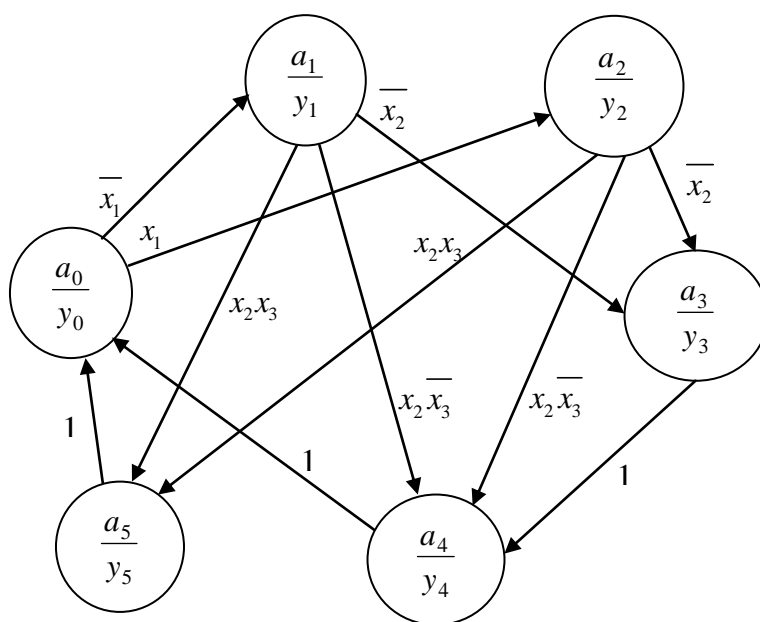 a₁
y₁
a₂
y₂
x̅₂
x̅₁
x₁
x₂x₃
x̅₂
a₀
y₀
x₂x₃
a₃
y₃
x₂x̅₃
x₂x̅₃
1
1
1
a₅
y₅
a₄
y₄